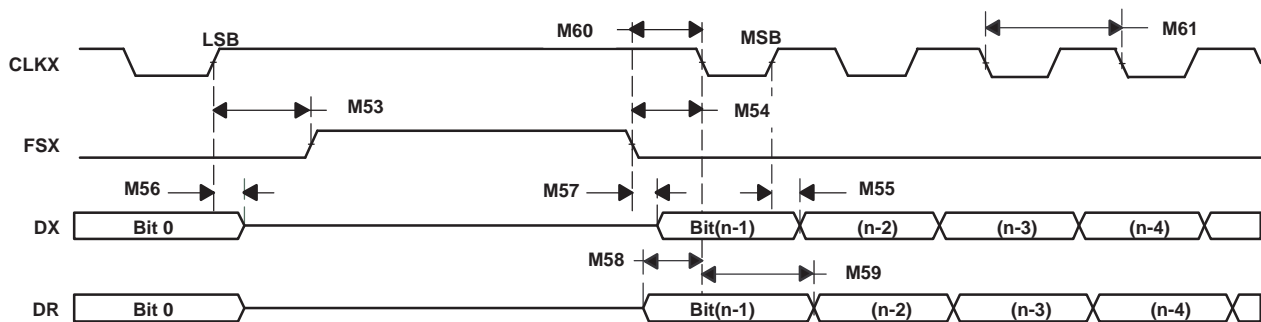 LSB
M60
MSB
M61
CLKX
M53
M54
FSX
M56
M57
M55
DX
Bit 0
Bit(n-1)
(n-2)
(n-3)
(n-4)
M58
M59
DR
Bit 0
Bit(n-1)
(n-2)
(n-3)
(n-4)